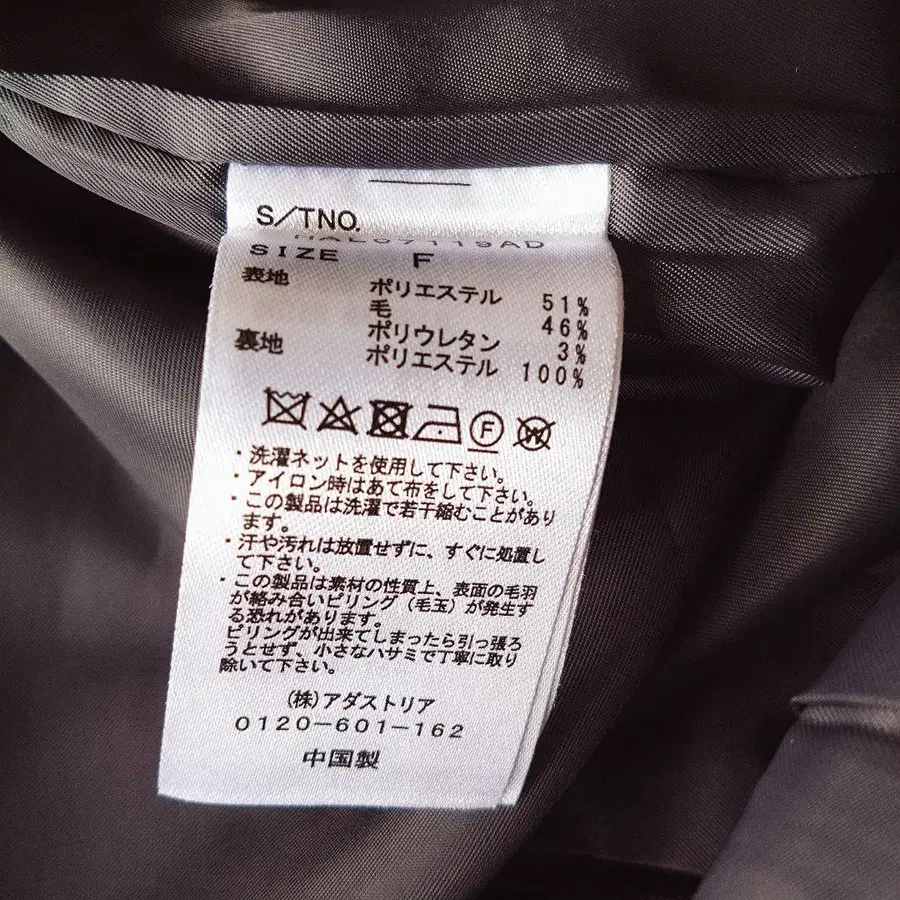 S/TNO.
SIZE F
表地 ポリエステル 51%
毛 46%
ポリウレタン 3%
裏地 ポリエステル 100%
F
W
・洗濯ネットを使用して下さい。
・アイロン時はあて布をして下さい。
・この製品は洗濯で若干縮むことがあり
ます。
・汗や汚れは放置せずに、すぐに処置し
て下さい。
・この製品は素材の性質上、表面の毛羽
が絡み合いピリング（毛玉）が発生す
る恐れがあります。
ピリングが出来てしまったら引っ張ろ
うとせず、小さなハサミで丁寧に取り
除いて下さい。
(株)アダストリア
0120-601-162
中国製